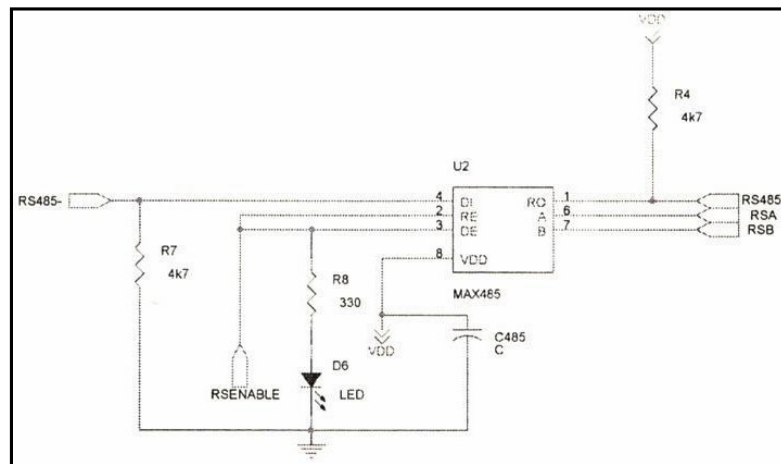 VDD
R4
4k7
U2
RS485-
4
DI
RO
1
RS485
2
RE
A
6
RSA
3
DE
B
7
RSB
R7
4k7
8
VDD
R8
330
MAX485
VDD
C485
C
D6
RSENABLE
LED